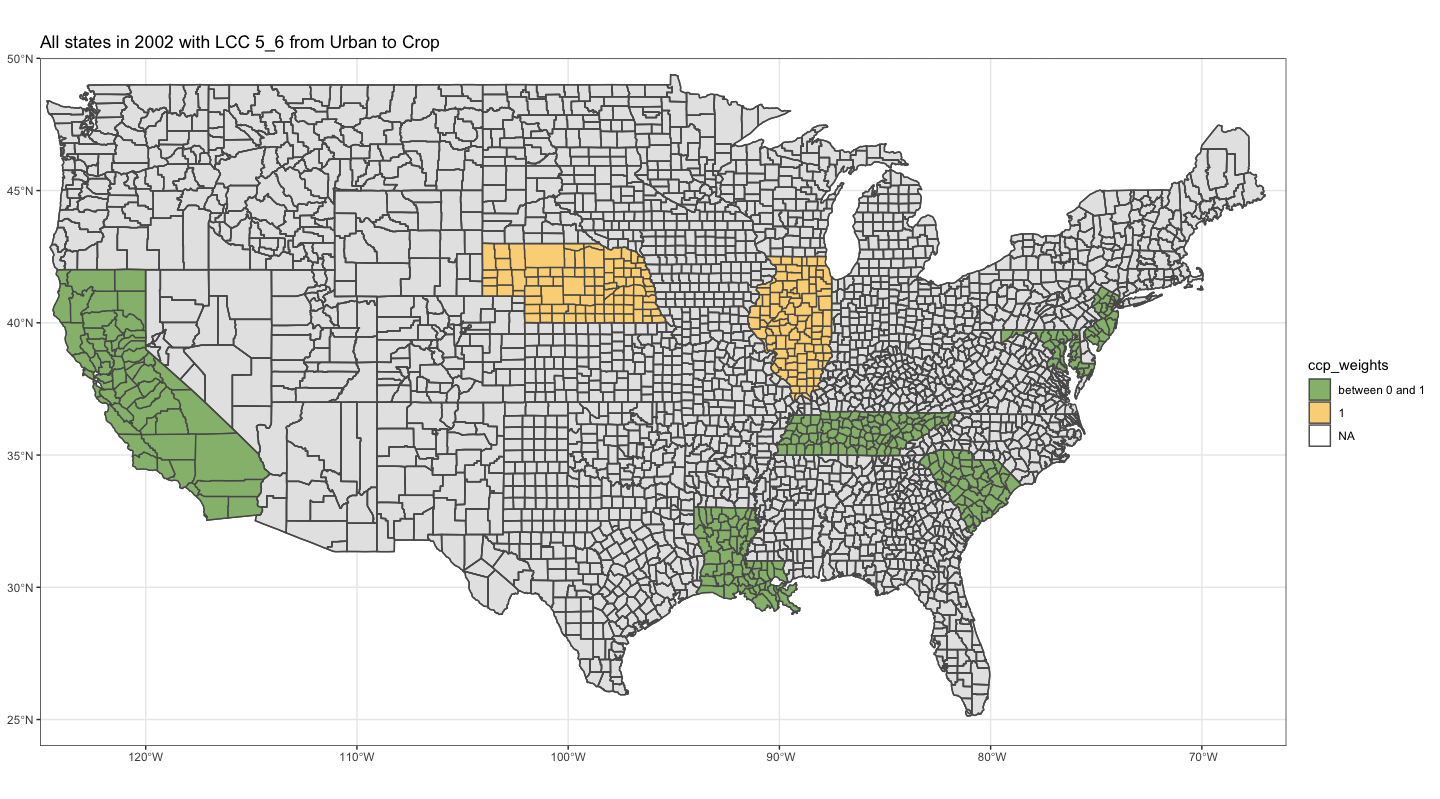 All states in 2002 with LCC 5_6 from Urban to Crop
50°N
45°N
40°N
35°N
30°N
25°N
120°W
110°W
100°W
90°W
80°W
70°W
ccp_weights
between 0 and 1
1
NA